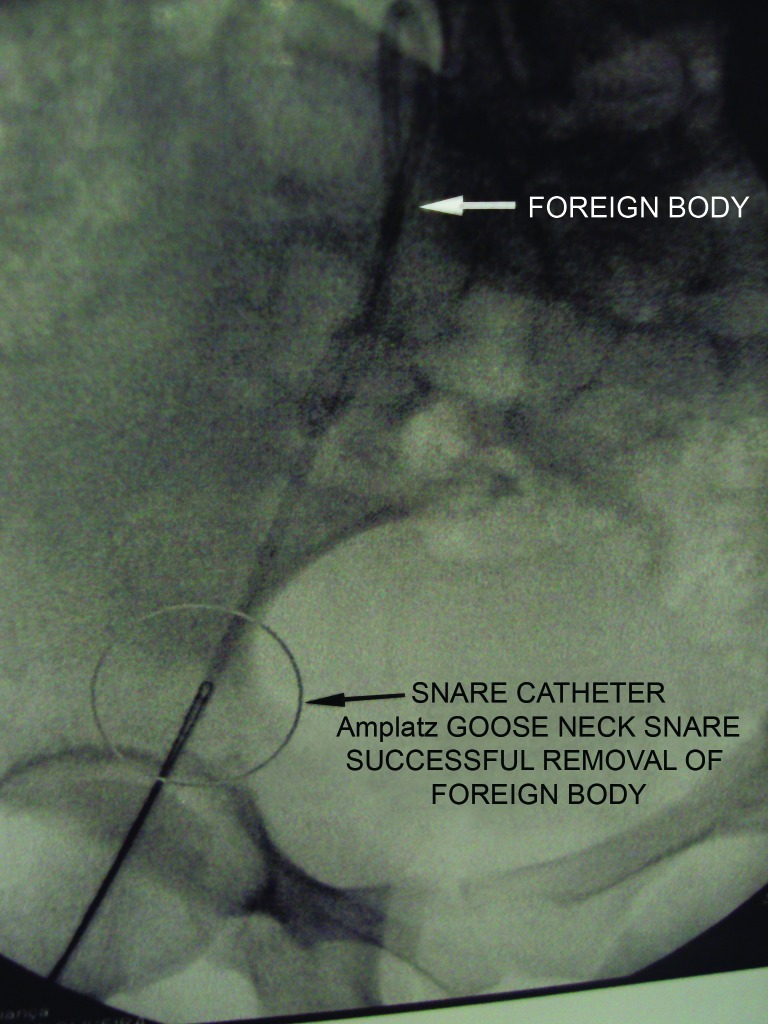 FOREIGN BODY
SNARE CATHETER
Amplatz GOOSE NECK SNARE
SUCCESSFUL REMOVAL OF
FOREIGN BODY